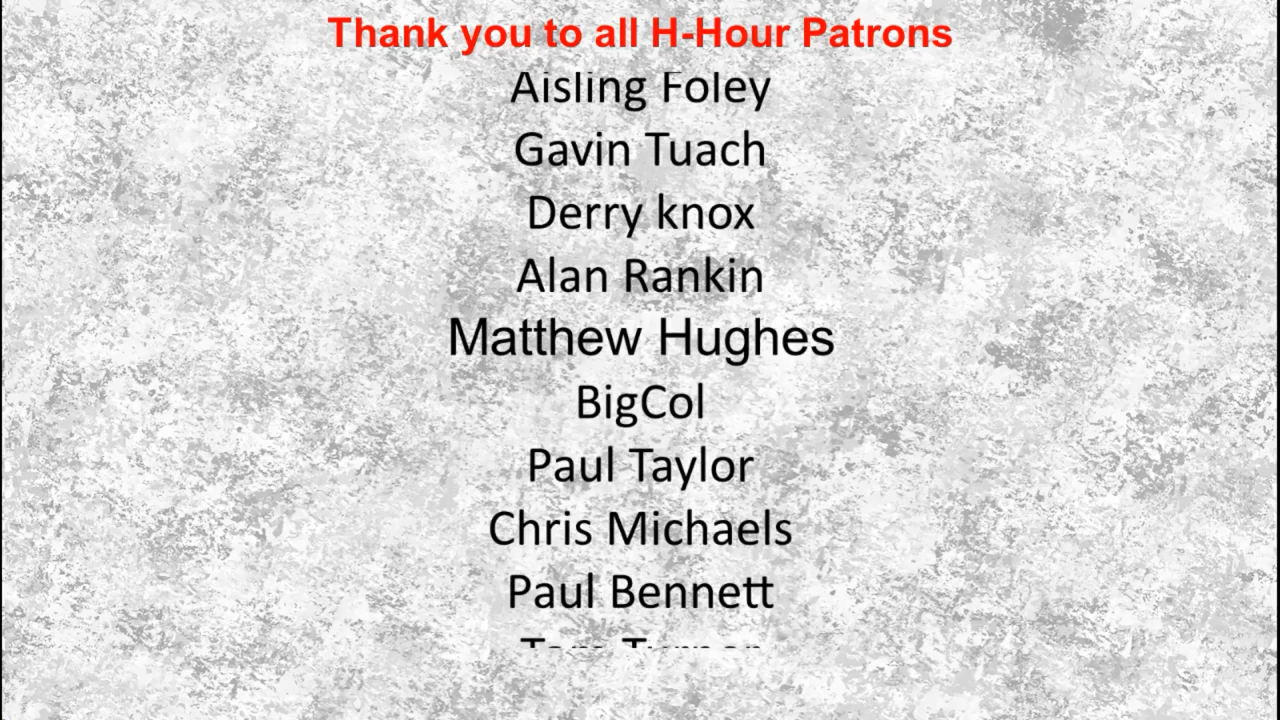 Thank you to all H-Hour Patrons
Aisling Foley
Gavin Tuach
Derry knox
Alan Rankin
Matthew Hughes
BigCol
Paul Taylor
Chris Michaels
Paul Bennett